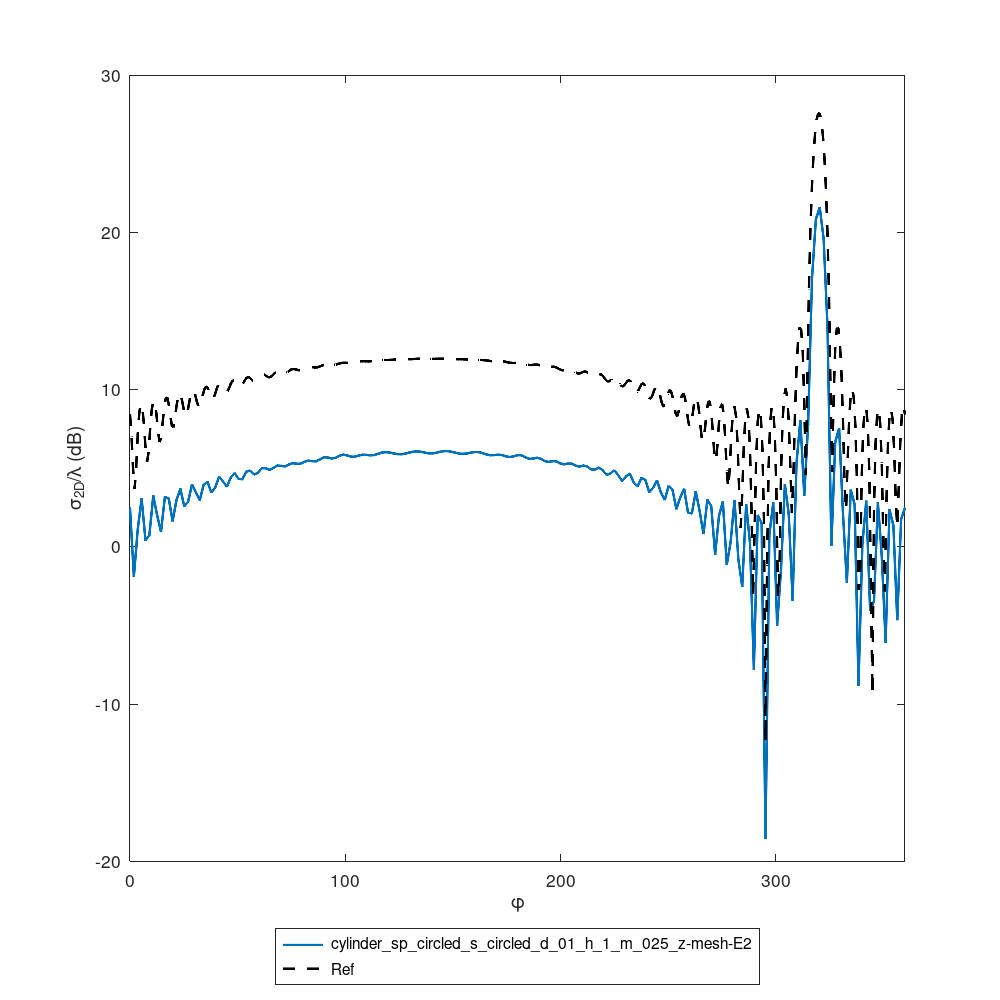 30
20
10
0
-10
-20
0 100 200 300
σ2D/λ (dB)
φ
cylinder_sp_circled_s_circled_d_01_h_1_m_025_z-mesh-E2
Ref